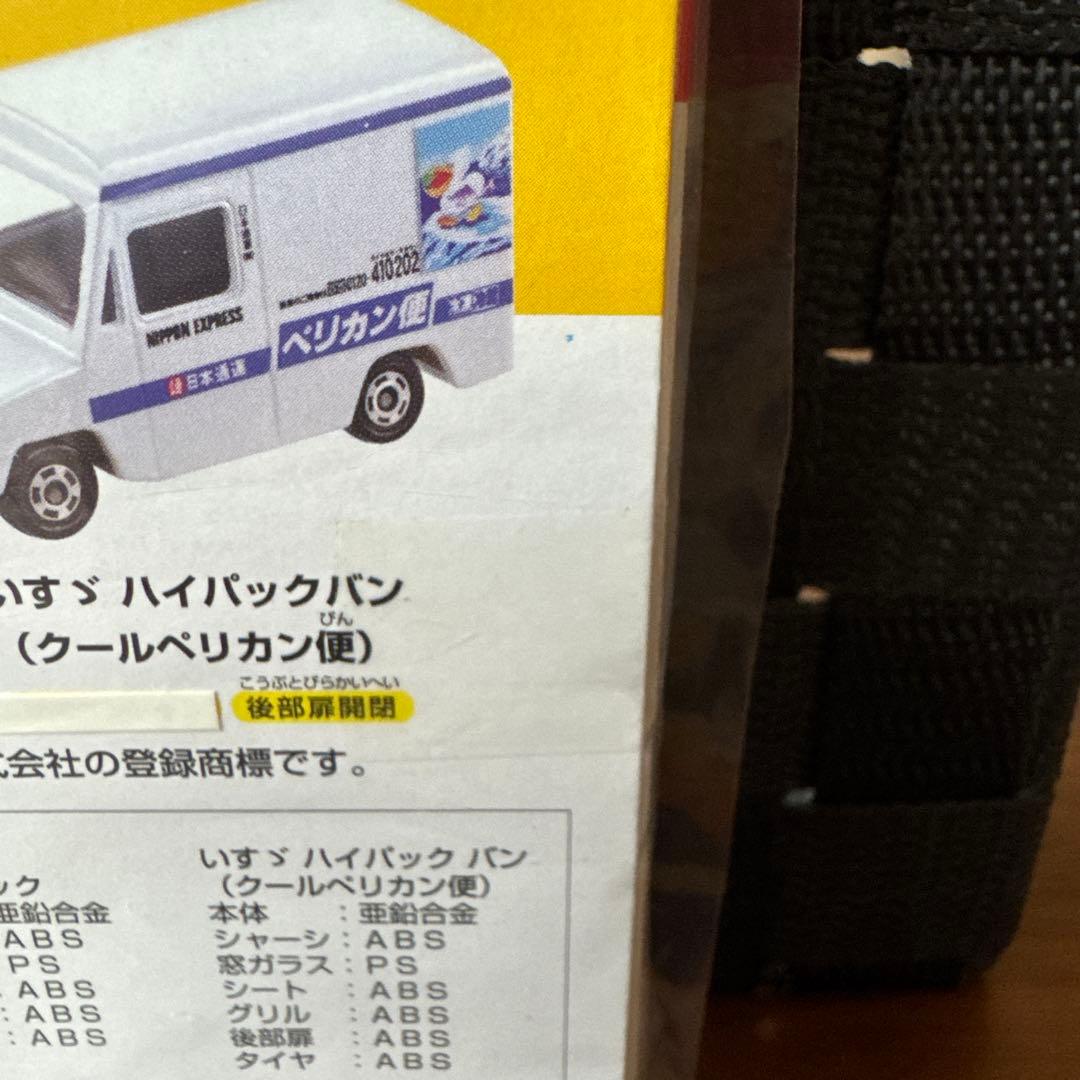 410202
NIPPON EXPRESS
ペリカン便
日本通運
いすゞ ハイパックバン
びん
（クールペリカン便）
こうぶとびらかいへい
後部扉開閉
式会社の登録商標です。
ック
亜鉛合金
ABS
PS
: ABS
: ABS
: ABS
いすゞ ハイパック バン
（クールペリカン便）
本体 : 亜鉛合金
シャーシ : ABS
窓ガラス : PS
シート : ABS
グリル : ABS
後部扉 : ABS
タイヤ : ABS